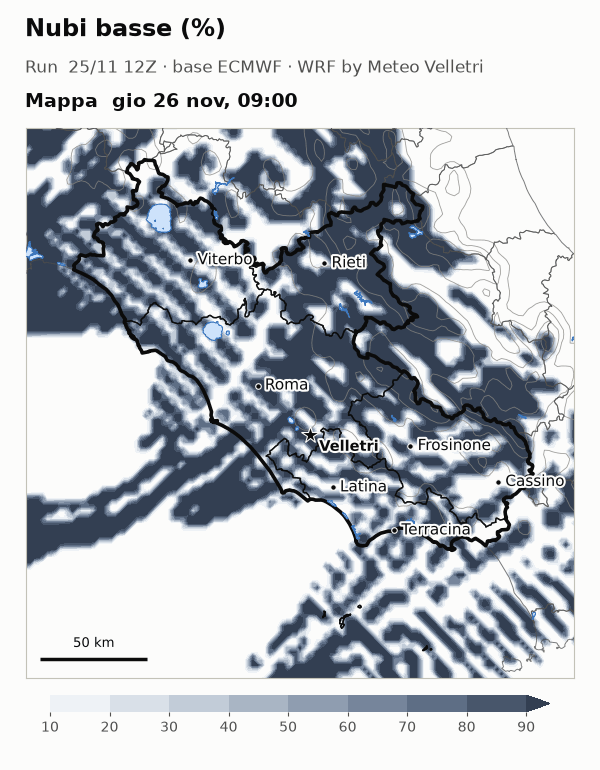 Nubi basse (%)
Run  25/11 12Z · base ECMWF · WRF by Meteo Velletri
Mappa  gio 26 nov, 09:00
Viterbo
Rieti
Roma
Velletri
Frosinone
Cassino
Latina
Terracina
50 km
10 20 30 40 50 60 70 80 90